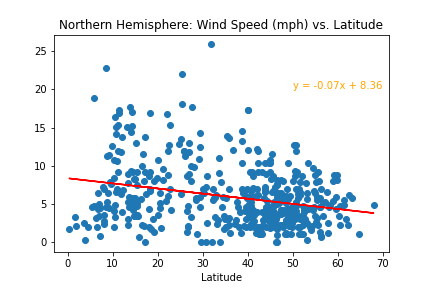 Northern Hemisphere: Wind Speed (mph) vs. Latitude
25
y = -0.07x + 8.36
20
15
10
5
0
0 10 20 30 40 50 60 70
Latitude